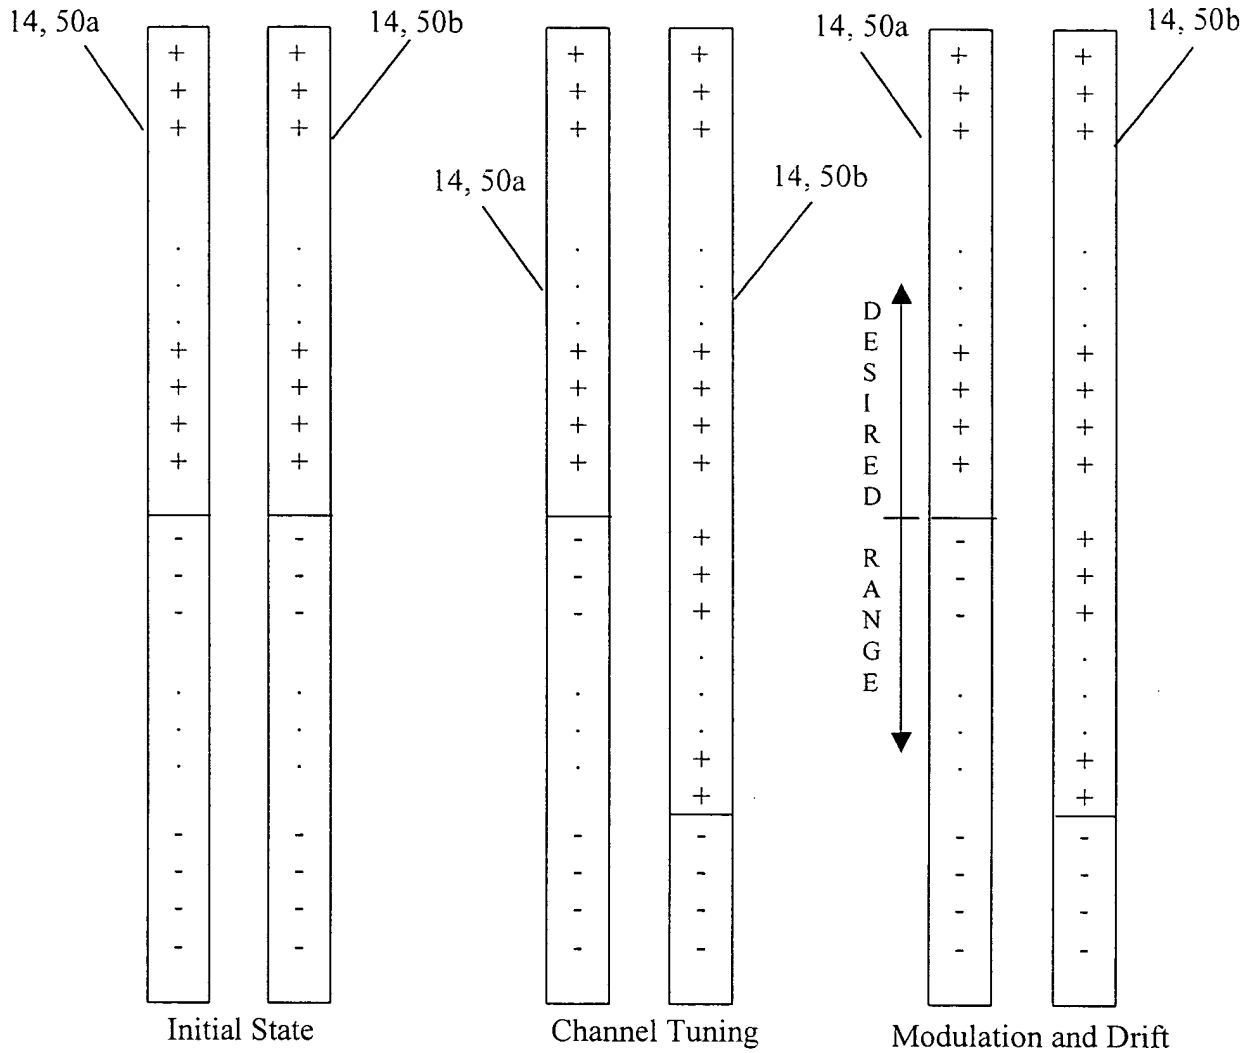 14, 50a
14, 50b
14, 50a
14, 50b
14, 50a
14, 50b
DESIRED
RANGE
Initial State
Channel Tuning
Modulation and Drift